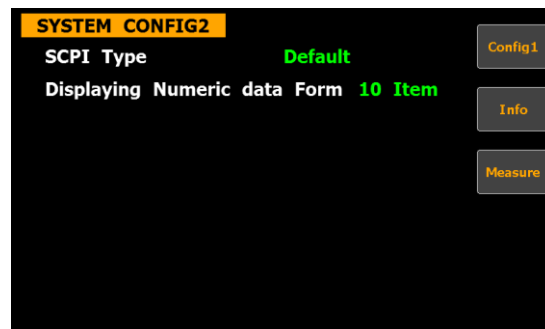 SYSTEM CONFIG2
SCPI Type Default
Displaying Numeric data Form 10 Item
Config1
Info
Measure